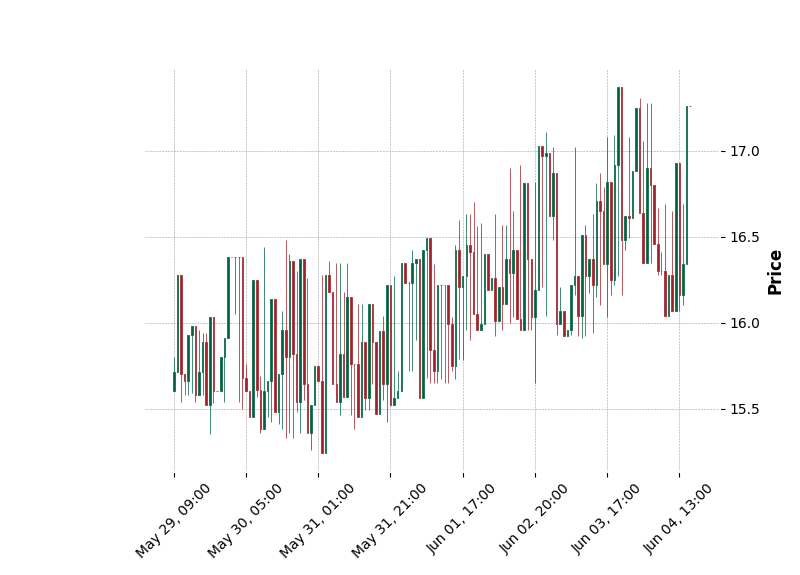 17.0
16.5
16.0
15.5
Price
May 29, 09:00
May 30, 05:00
May 31, 01:00
May 31, 21:00
Jun 01, 17:00
Jun 02, 20:00
Jun 03, 17:00
Jun 04, 13:00